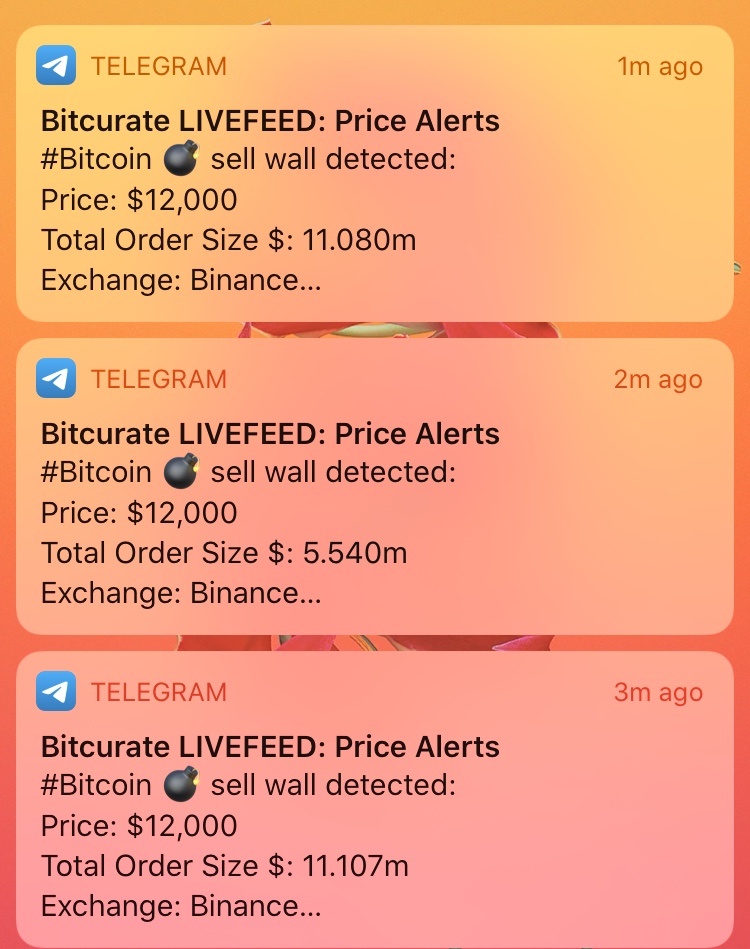 TELEGRAM 1m ago
Bitcurate LIVEFEED: Price Alerts
#Bitcoin 💣 sell wall detected:
Price: $12,000
Total Order Size $: 11.080m
Exchange: Binance...
TELEGRAM 2m ago
Bitcurate LIVEFEED: Price Alerts
#Bitcoin 💣 sell wall detected:
Price: $12,000
Total Order Size $: 5.540m
Exchange: Binance...
TELEGRAM 3m ago
Bitcurate LIVEFEED: Price Alerts
#Bitcoin 💣 sell wall detected:
Price: $12,000
Total Order Size $: 11.107m
Exchange: Binance...